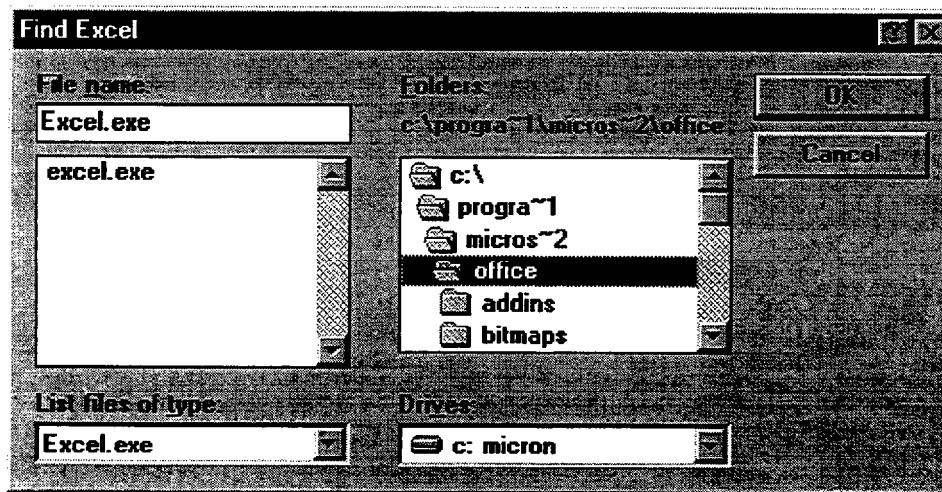 Find Excel
File name:
Excel.exe
excel.exe
Folders:
c:\progra~1\micros~2\office
c:\
progra~1
micros~2
office
addins
bitmaps
OK
Cancel
List files of type:
Excel.exe
Drives:
c: micron